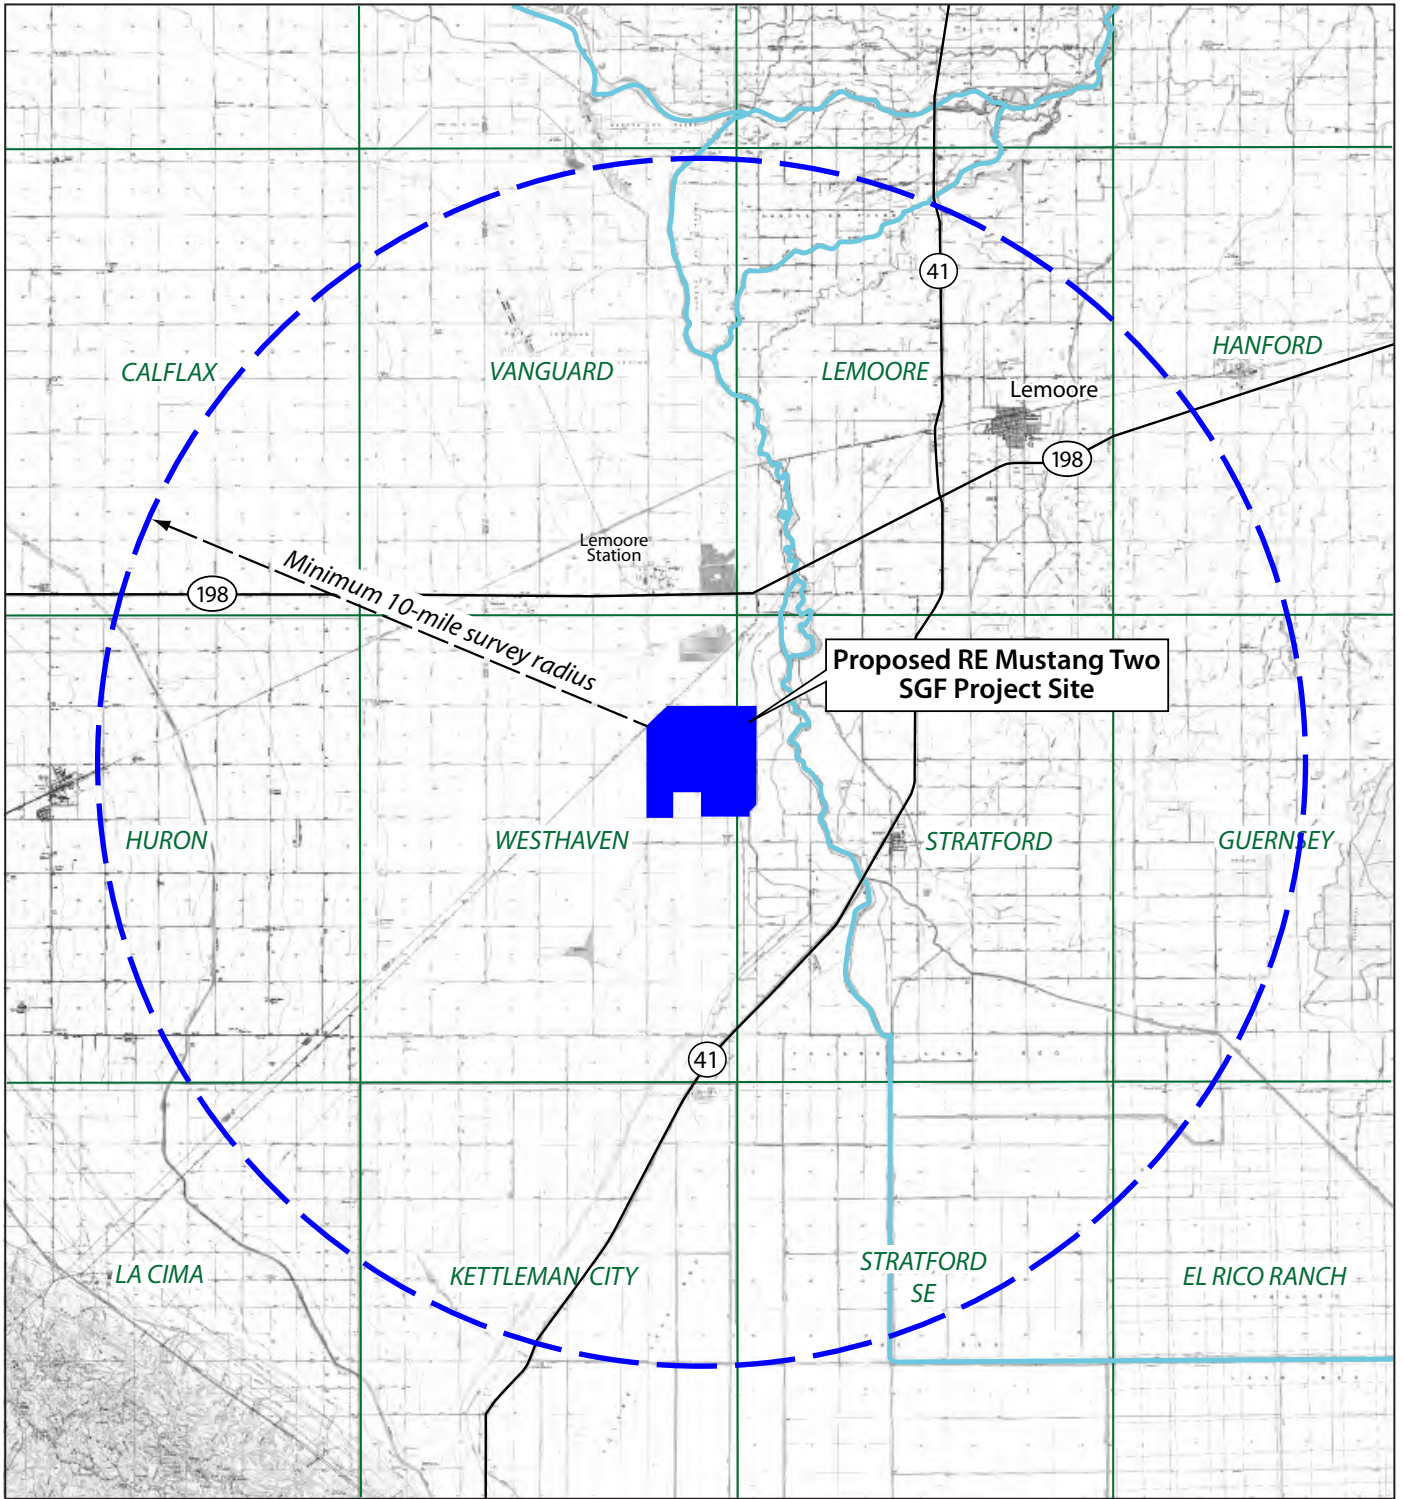 41
CALFLAX
VANGUARD
LEMOORE
HANFORD
Lemoore
198
Lemoore
Station
Minimum 10-mile survey radius
198
Proposed RE Mustang Two
SGF Project Site
HURON
WESTHAVEN
STRATFORD
GUERNSEY
41
LA CIMA
KETTLEMAN CITY
STRATFORD
SE
EL RICO RANCH